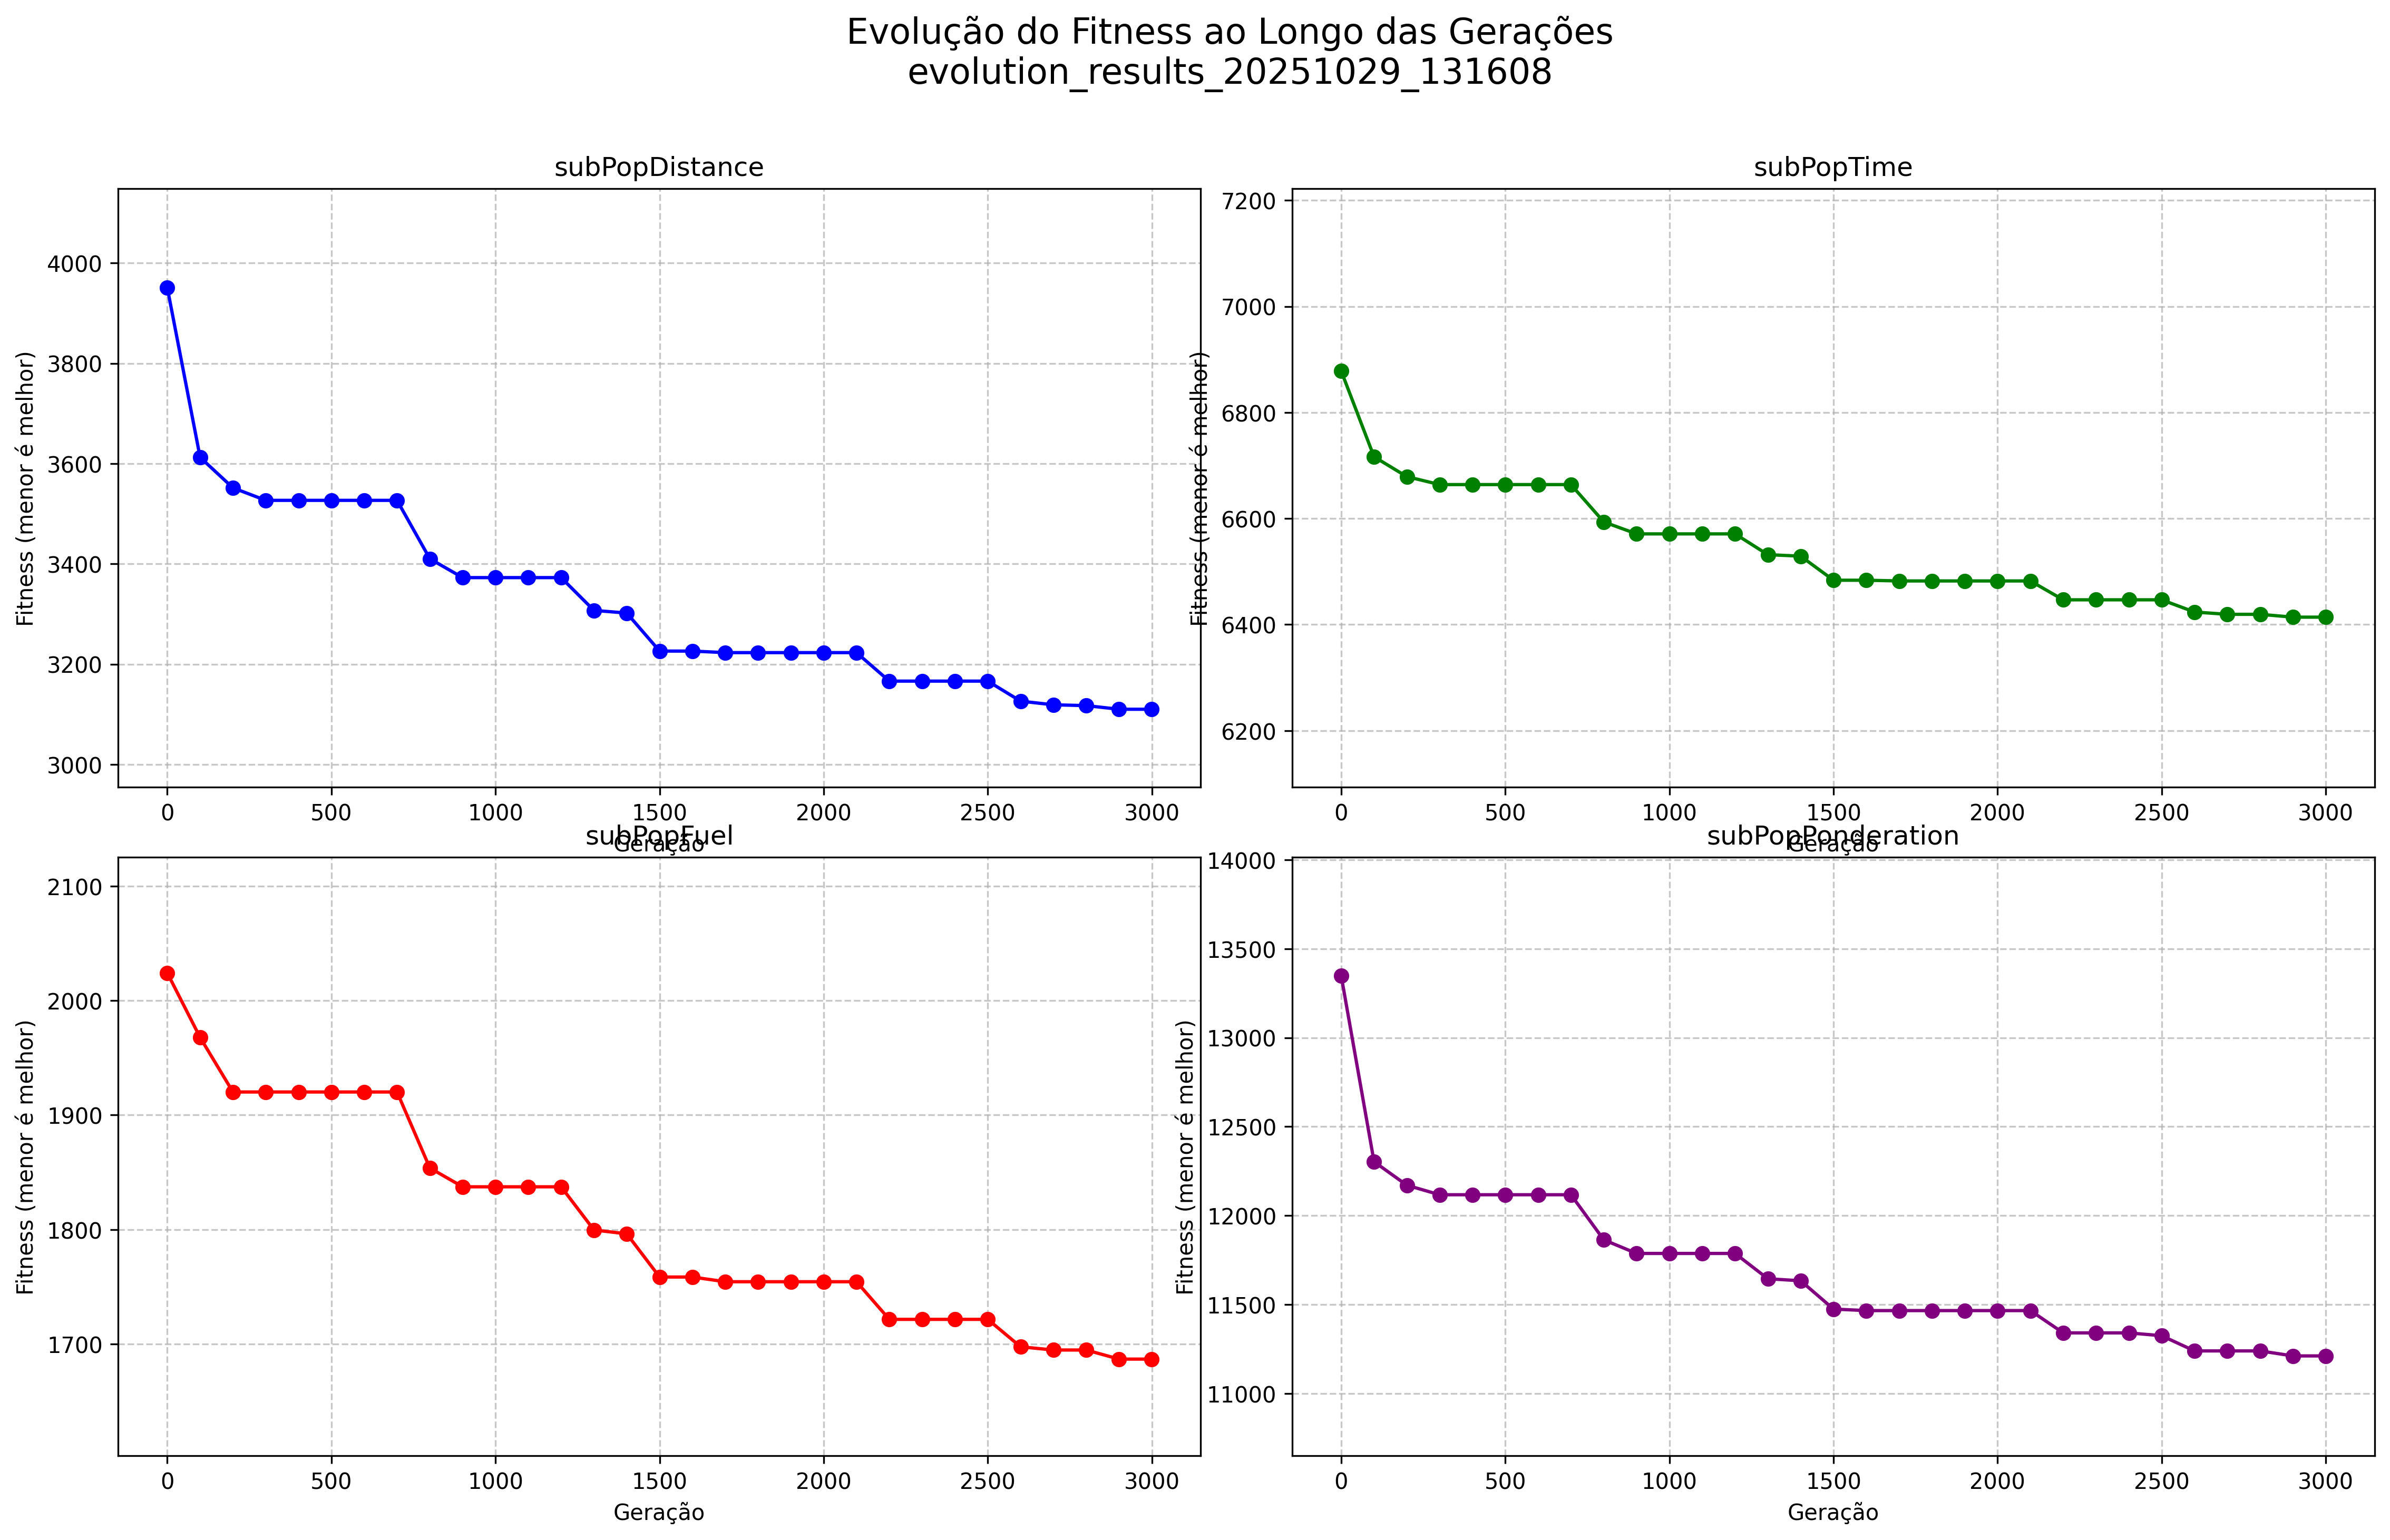 Evolução do Fitness ao Longo das Gerações
evolution_results_20251029_131608
subPopDistance
Fitness (menor é melhor)
4000
3800
3600
3400
3200
3000
0 500 1000 1500 2000 2500 3000
Geração
subPopTime
Fitness (menor é melhor)
7200
7000
6800
6600
6400
6200
0 500 1000 1500 2000 2500 3000
Geração
subPopFuel
Fitness (menor é melhor)
2100
2000
1900
1800
1700
0 500 1000 1500 2000 2500 3000
Geração
subPopPonderation
Fitness (menor é melhor)
14000
13500
13000
12500
12000
11500
11000
0 500 1000 1500 2000 2500 3000
Geração